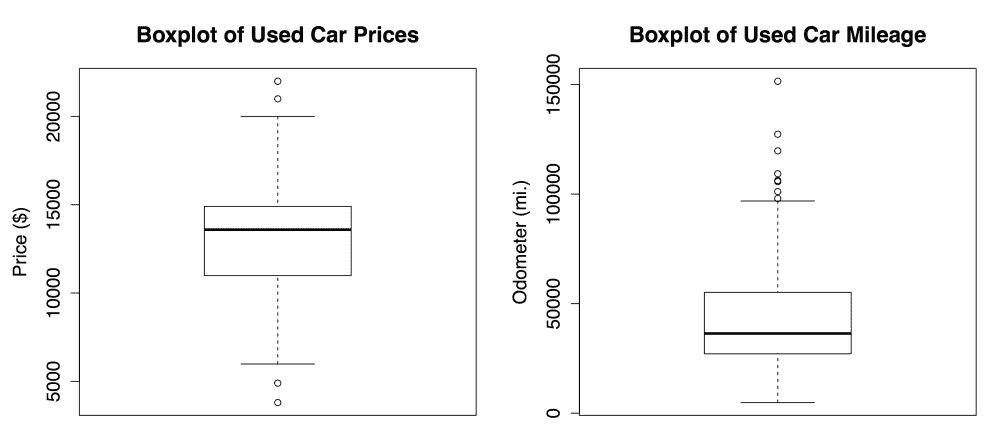 Boxplot of Used Car Prices
Price ($)
20000
15000
10000
5000
Boxplot of Used Car Mileage
Odometer (mi.)
150000
100000
50000
0